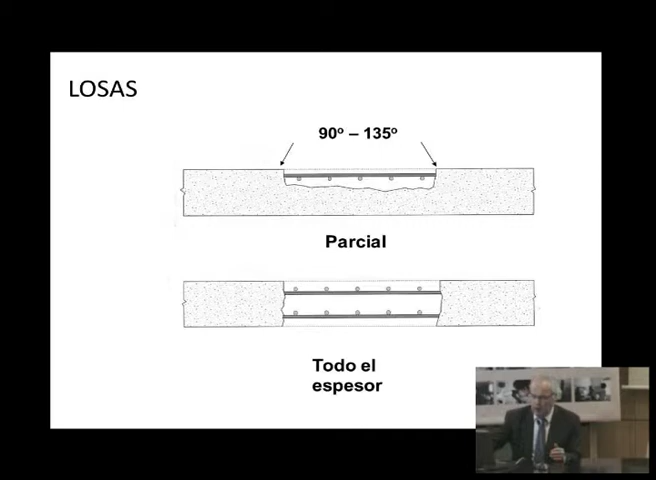 LOSAS
90º – 135º
Parcial
Todo el
espesor